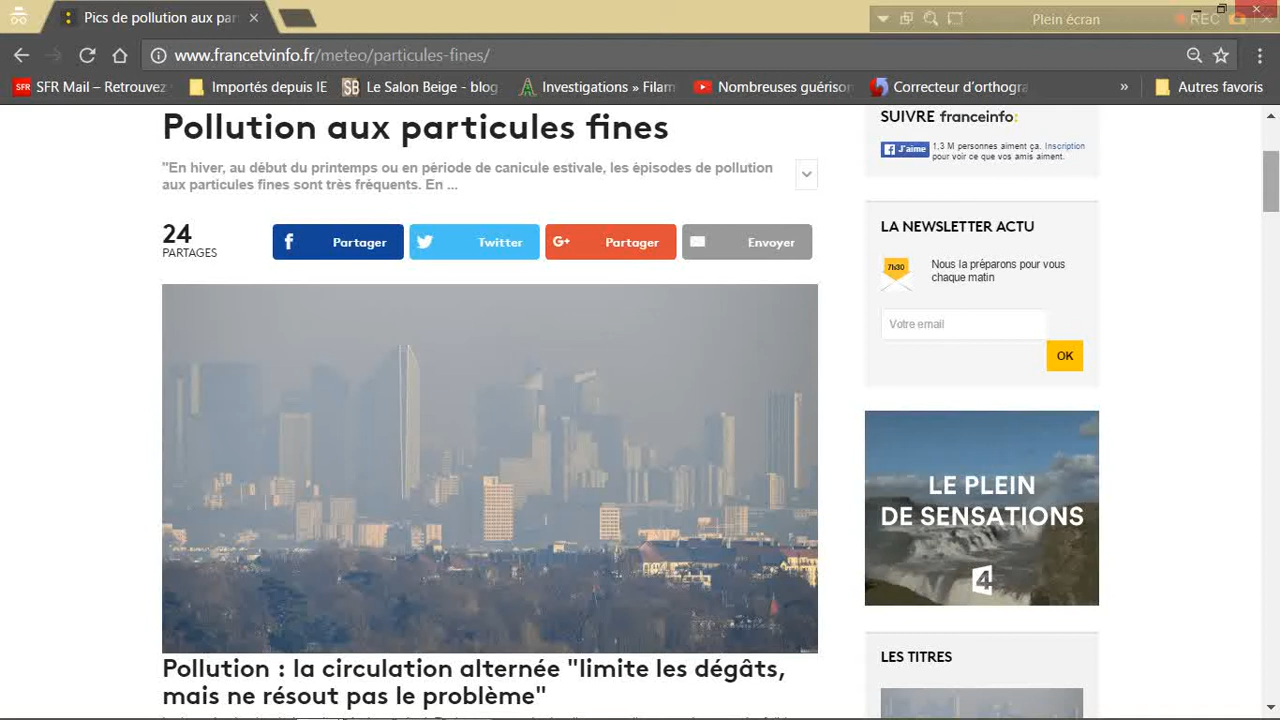 Pics de pollution aux par
Plein écran
REC
www.francetvinfo.fr/meteo/particules-fines/
SFR Mail – Retrouvez
Importés depuis IE
Le Salon Beige - blog
Investigations » Filam
Nombreuses guérison
Correcteur d'orthogra
»
Autres favoris
Pollution aux particules fines
"En hiver, au début du printemps ou en période de canicule estivale, les épisodes de pollution
aux particules fines sont très fréquents. En ...
24
PARTAGES
Partager
Twitter
G+ Partager
Envoyer
Pollution : la circulation alternée "limite les dégâts,
mais ne résout pas le problème"
SUIVRE franceinfo:
J'aime
1,3 M personnes aiment ça. Inscription
pour voir ce que vos amis aiment.
LA NEWSLETTER ACTU
7h30
Nous la préparons pour vous
chaque matin
Votre email
OK
LE PLEIN
DE SENSATIONS
4
LES TITRES